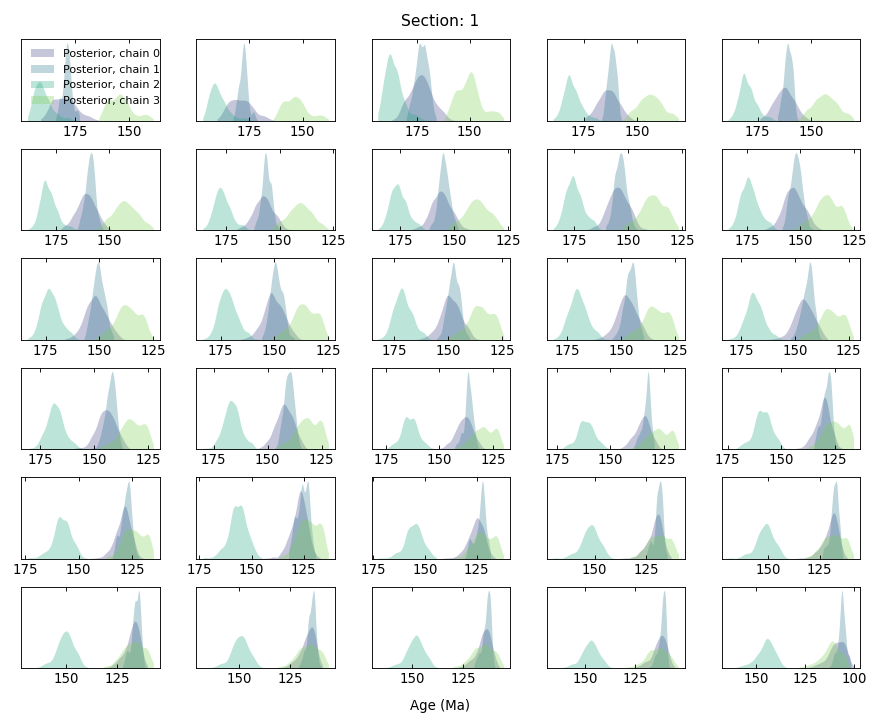 Section: 1
Posterior, chain 0
Posterior, chain 1
Posterior, chain 2
Posterior, chain 3
175 150 175 150 175 150 175 150 175 150
175 150 175 150 125 175 150 125 175 150 125 175 150 125
175 150 125 175 150 125 175 150 125 175 150 125 175 150 125
175 150 125 175 150 125 175 150 125 175 150 125 175 150 125
175 150 125 175 150 125 175 150 125 150 125 150 125
150 125 150 125 150 125 150 125 150 125 100
Age (Ma)